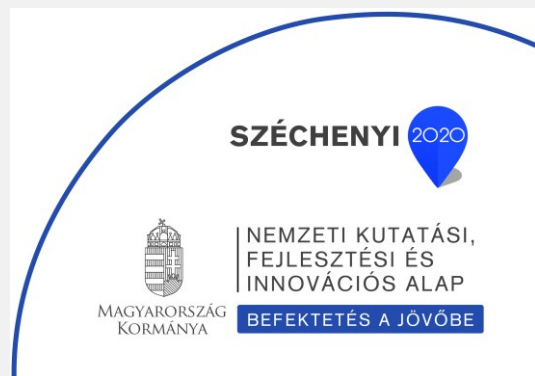 SZÉCHENYI 2020
NEMZETI KUTATÁSI,
FEJLESZTÉSI ÉS
INNOVÁCIÓS ALAP
MAGYARORSZÁG
KORMÁNYA
BEFEKTETÉS A JÖVŐBE